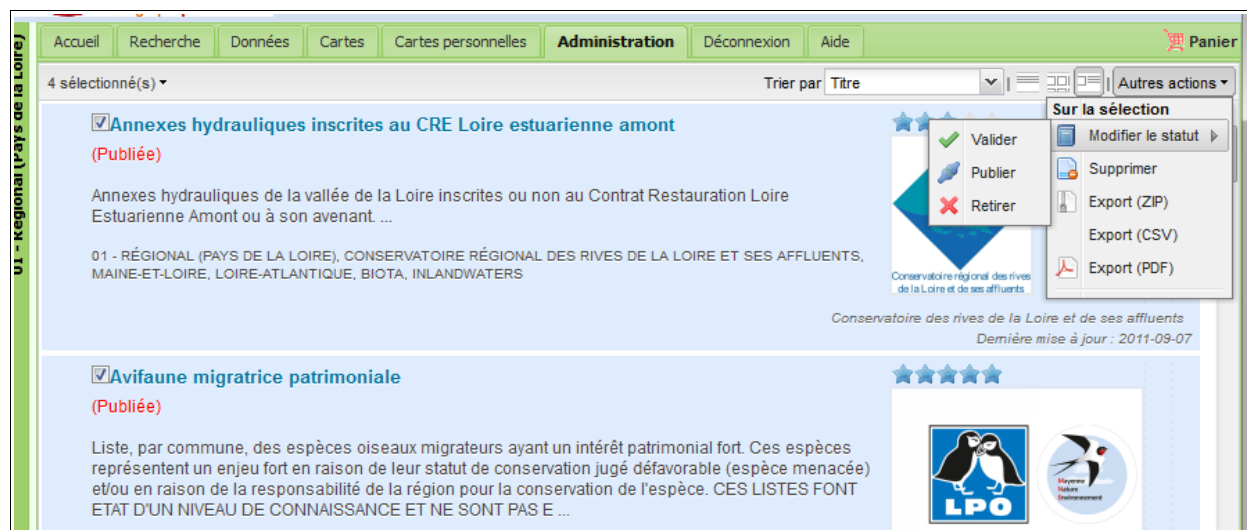 Accueil Recherche Données Cartes Cartes personnelles Administration Déconnexion Aide Panier
01 - Régional (Pays de la Loire)
4 sélectionné(s) Trier par Titre Autres actions
Sur la sélection
Modifier le statut
Supprimer
Export (ZIP)
Export (CSV)
Export (PDF)
Valider
Publier
Retirer
Annexes hydrauliques inscrites au CRE Loire estuarienne amont
(Publiée)
Annexes hydrauliques de la vallée de la Loire inscrites ou non au Contrat Restauration Loire
Estuarienne Amont ou à son avenant. ...
01 - RÉGIONAL (PAYS DE LA LOIRE), CONSERVATOIRE RÉGIONAL DES RIVES DE LA LOIRE ET SES AFFLUENTS,
MAINE-ET-LOIRE, LOIRE-ATLANTIQUE, BIOTA, INLANDWATERS
Conservatoire régional des rives
de la Loire et de ses affluents
Conservatoire des rives de la Loire et de ses affluents
Dernière mise à jour : 2011-09-07
Avifaune migratrice patrimoniale
(Publiée)
Liste, par commune, des espèces oiseaux migrateurs ayant un intérêt patrimonial fort. Ces espèces
représentent un enjeu fort en raison de leur statut de conservation jugé défavorable (espèce menacée)
et/ou en raison de la responsabilité de la région pour la conservation de l'espèce. CES LISTES FONT
ETAT D'UN NIVEAU DE CONNAISSANCE ET NE SONT PAS E ...
LPO
Mayenne
Nature
Environnement